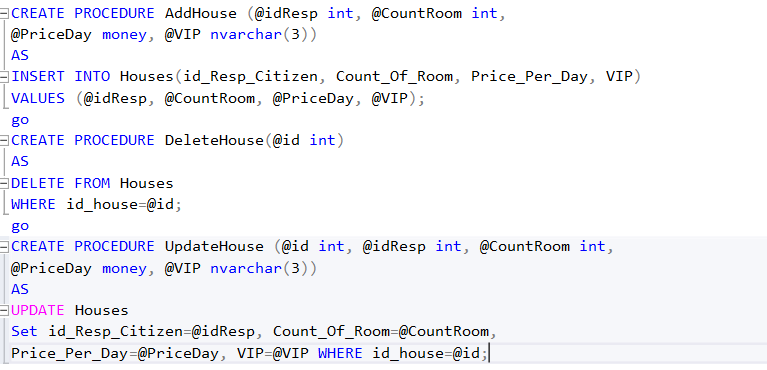 CREATE PROCEDURE AddHouse (@idResp int, @CountRoom int,
@PriceDay money, @VIP nvarchar(3))
AS
INSERT INTO Houses(id_Resp_Citizen, Count_Of_Room, Price_Per_Day, VIP)
VALUES (@idResp, @CountRoom, @PriceDay, @VIP);
go
CREATE PROCEDURE DeleteHouse(@id int)
AS
DELETE FROM Houses
WHERE id_house=@id;
go
CREATE PROCEDURE UpdateHouse (@id int, @idResp int, @CountRoom int,
@PriceDay money, @VIP nvarchar(3))
AS
UPDATE Houses
Set id_Resp_Citizen=@idResp, Count_Of_Room=@CountRoom,
Price_Per_Day=@PriceDay, VIP=@VIP WHERE id_house=@id;